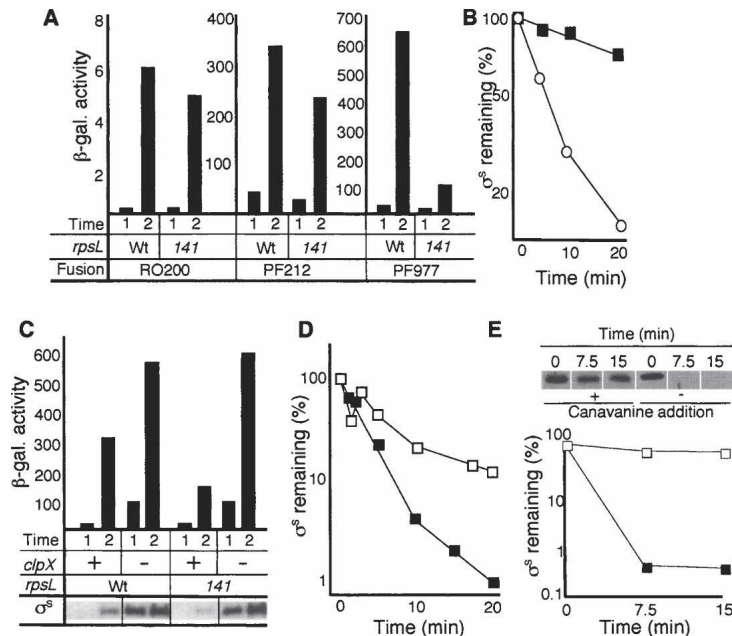 A
β-gal. activity
8
6
4
2
400
300
200
100
700
600
500
400
300
200
100
Time 1 2 1 2 1 2 1 2 1 2 1 2
rpsL Wt 141 Wt 141 Wt 141
Fusion RO200 PF212 PF977
B
σˢ remaining (%)
100
50
20
0 10 20
Time (min)
C
β-gal. activity
600
500
400
300
200
100
Time 1 2 1 2 1 2 1 2
clpX + - + -
rpsL Wt 141
σˢ
D
σˢ remaining (%)
100
10
1
0 10 20
Time (min)
E
Time (min)
0 7.5 15 0 7.5 15
+ -
Canavanine addition
σˢ remaining (%)
100
10
1
0.1
0 7.5 15
Time (min)